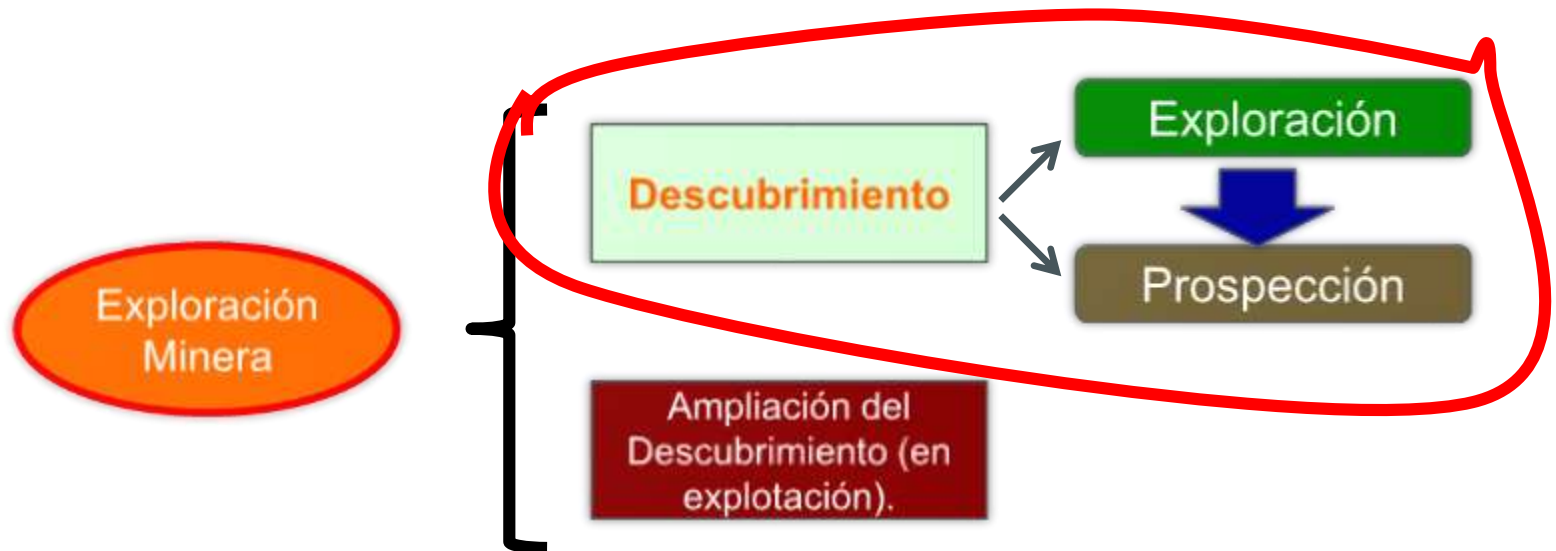 Exploración
Minera
Descubrimiento
Exploración
Prospección
Ampliación del
Descubrimiento (en
explotación).